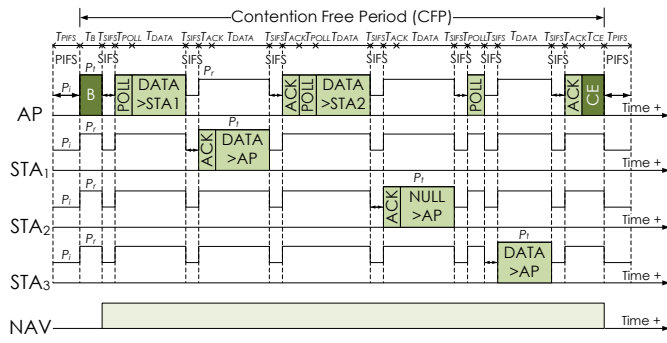 Contention Free Period (CFP)
TPIFS TB TSIFS TPOLL TDATA TSIFS TACK TDATA TSIFS TACK TPOLL TDATA TSIFS TACK TDATA TSIFS TPOLL TSIFS TDATA TSIFS TACK TCE TPIFS
PIFS Pt SIFS SIFS Pr SIFS SIFS SIFS SIFS SIFS PIFS
AP Pi B POLL DATA >STA1 ACK POLL DATA >STA2 POLL ACK CE Time +
STA1 Pi Pr ACK DATA >AP Pt Time +
STA2 Pi Pr ACK NULL >AP Pt Time +
STA3 Pi Pr DATA >AP Pt Time +
NAV Time +